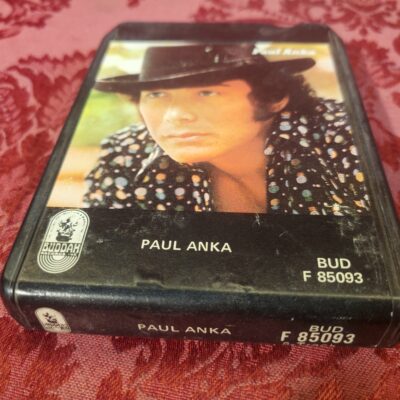 Paul Anka
BUDDAH
PAUL ANKA
BUD
F 85093
PAUL ANKA
BUD
F 85093